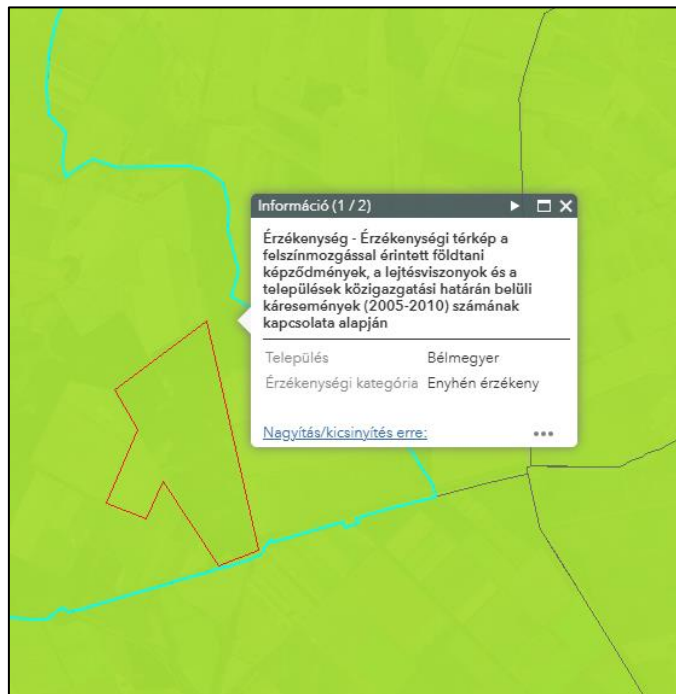 Információ (1 / 2)
Érzékenység - Érzékenységi térkép a
felszínmozgással érintett földtani
képződmények, a lejtésviszonyok és a
települések közigazgatási határán belüli
káresemények (2005-2010) számának
kapcsolata alapján
Település Bélmegyer
Érzékenységi kategória Enyhén érzékeny
Nagyítás/kicsinyítés erre: